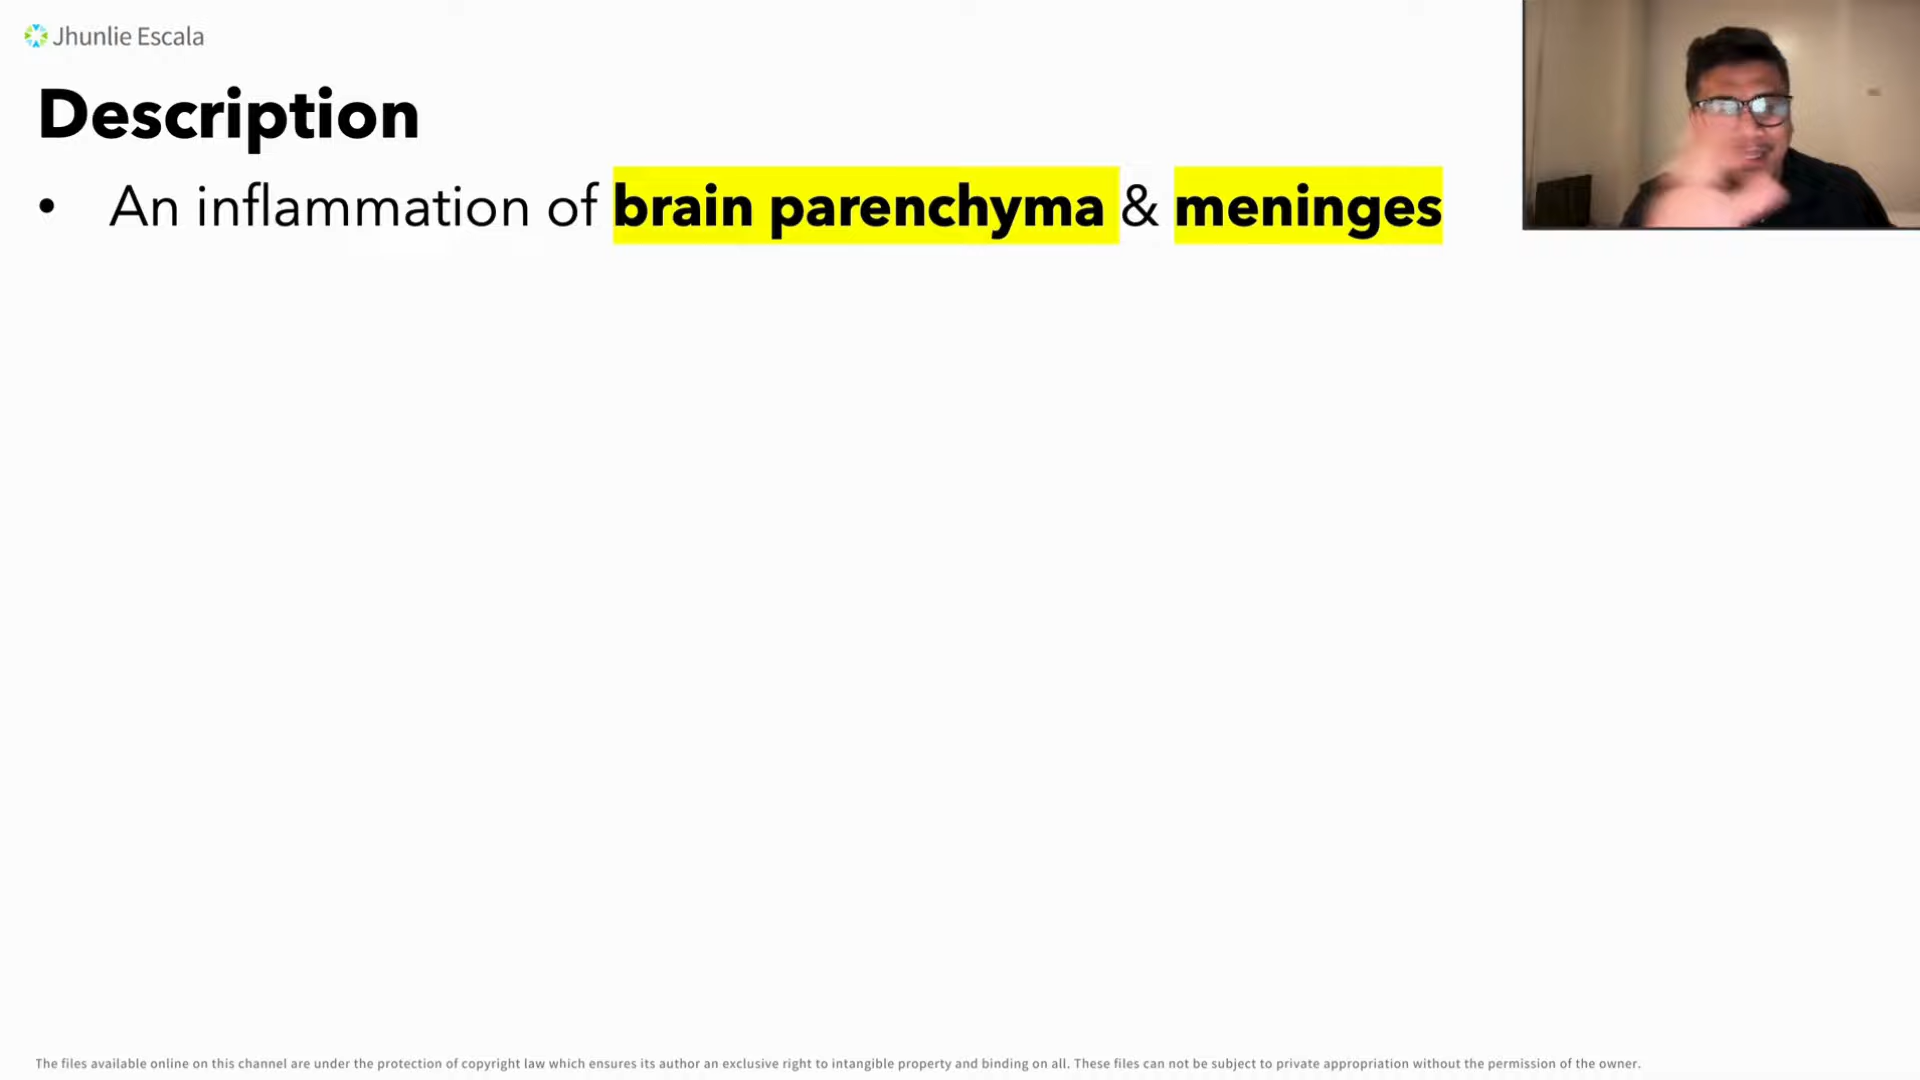 Jhunlie Escala
Description
• An inflammation of brain parenchyma & meninges
The files available online on this channel are under the protection of copyright law which ensures its author an exclusive right to intangible property and binding on all. These files can not be subject to private appropriation without the permission of the owner.